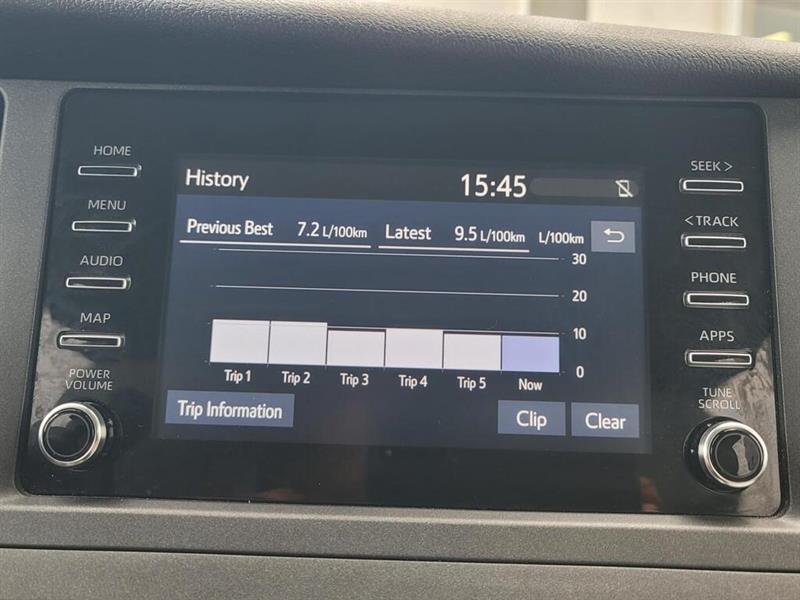 HOME
MENU
AUDIO
MAP
POWER
VOLUME
History
15:45
Previous Best 7.2 L/100km Latest 9.5 L/100km L/100km
30
20
10
0
Trip 1 Trip 2 Trip 3 Trip 4 Trip 5 Now
Trip Information
Clip Clear
SEEK >
< TRACK
PHONE
APPS
TUNE
SCROLL